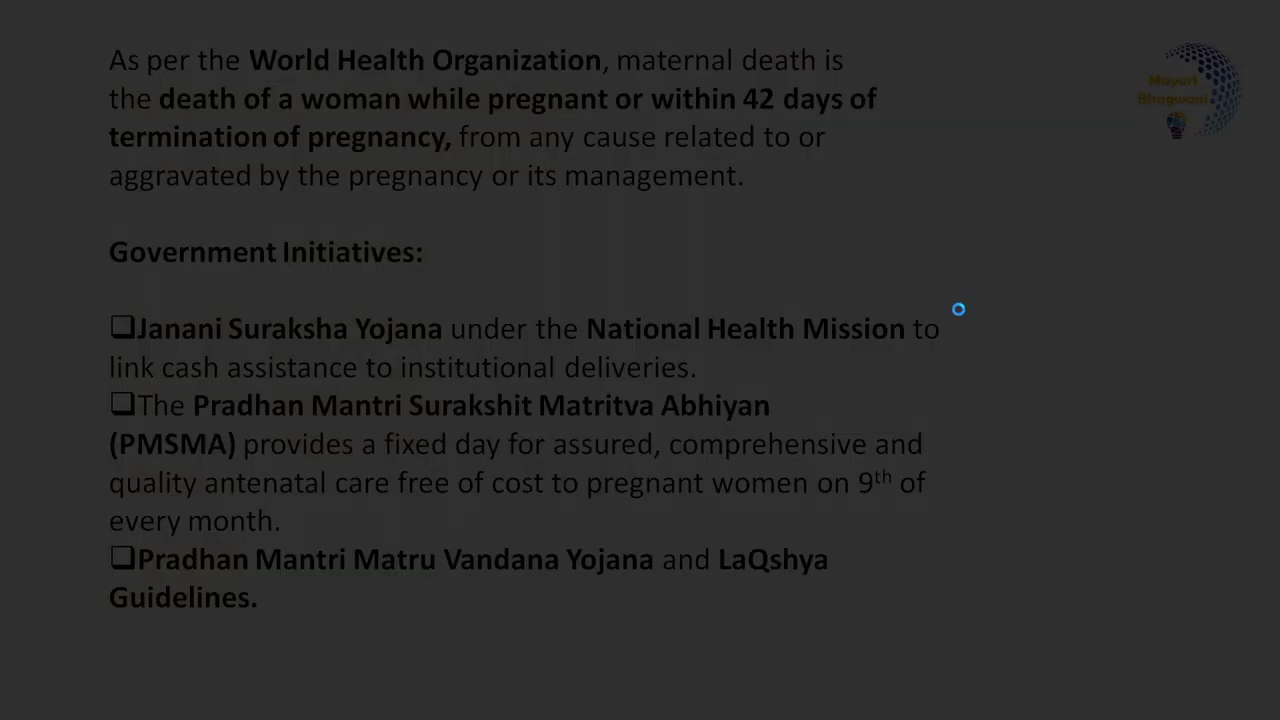 As per the World Health Organization, maternal death is
the death of a woman while pregnant or within 42 days of
termination of pregnancy, from any cause related to or
aggravated by the pregnancy or its management.
Government Initiatives:
❑Janani Suraksha Yojana under the National Health Mission to
link cash assistance to institutional deliveries.
❑The Pradhan Mantri Surakshit Matritva Abhiyan
(PMSMA) provides a fixed day for assured, comprehensive and
quality antenatal care free of cost to pregnant women on 9th of
every month.
❑Pradhan Mantri Matru Vandana Yojana and LaQshya
Guidelines.
Mayuri
Bhagwani